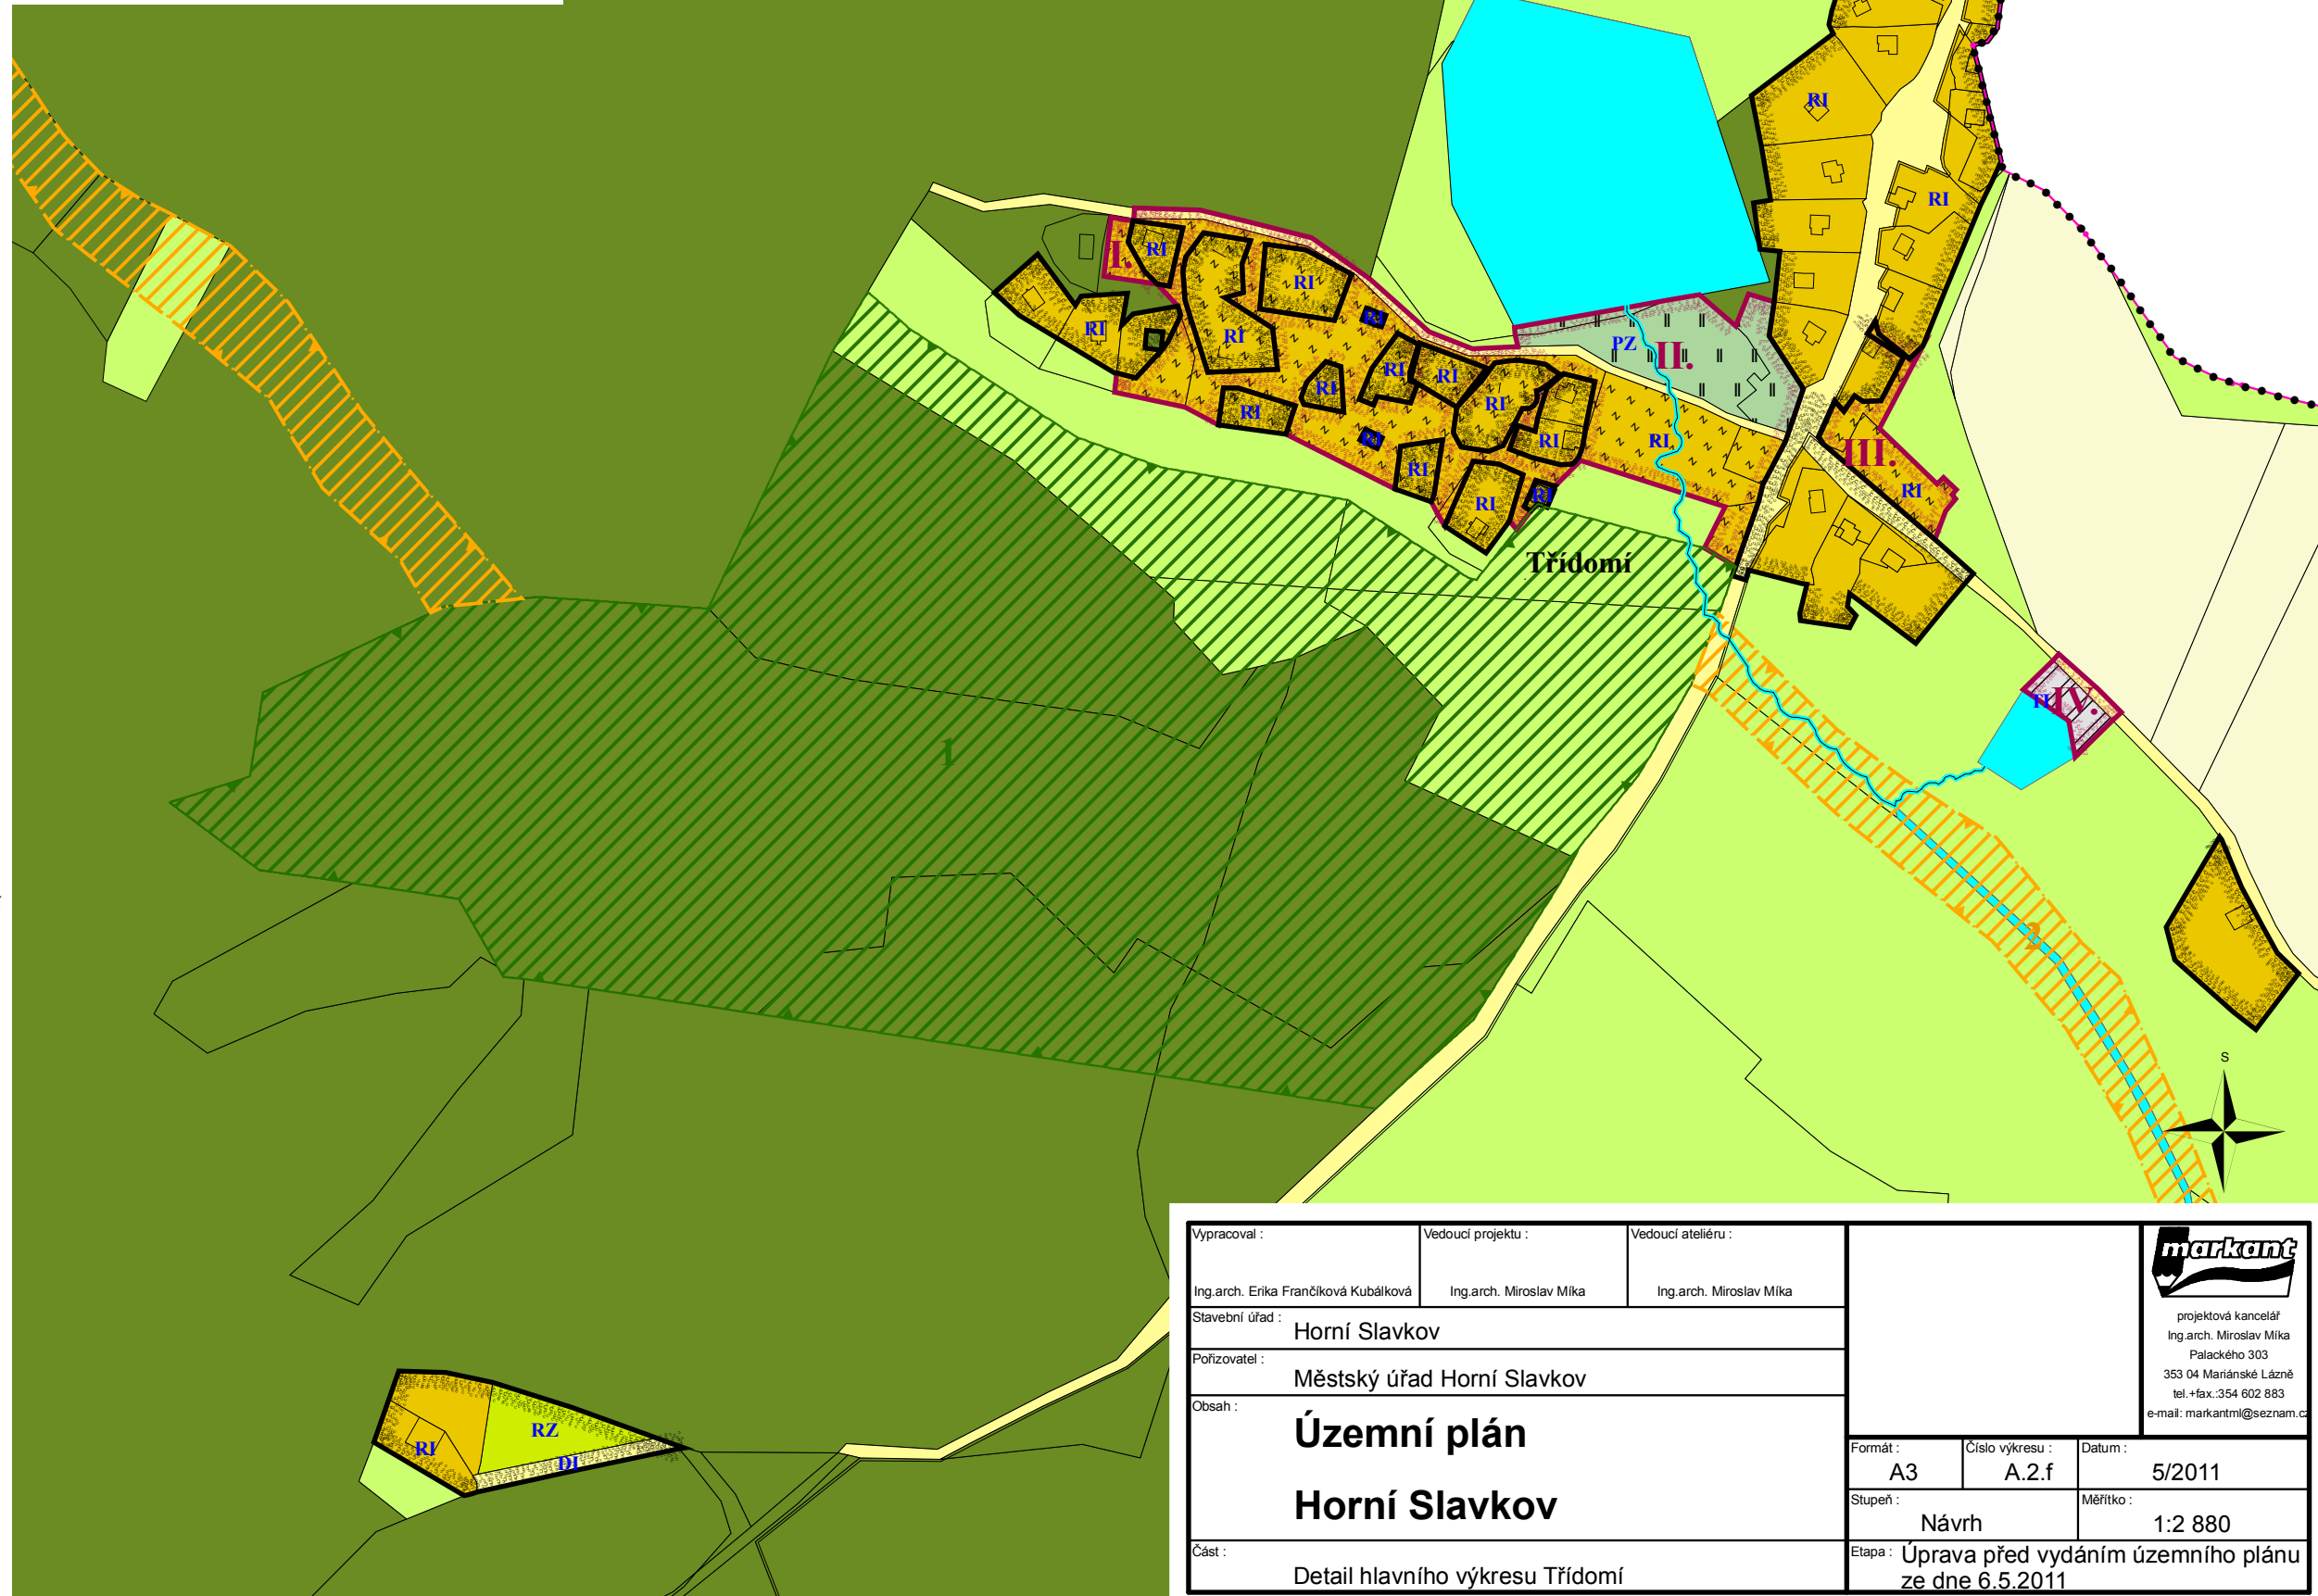 RI
RI
I.
RI
RI
RI
RI
RI
PZ
II.
RI
RI
RI
RI
RI
RI
RI
RI
RI
III.
RI
RI
RI
RI
Třídomí
IV.
1
2
S
RI
RZ
DI
Vypracoval :
Ing.arch. Erika Frančíková Kubálková
Vedoucí projektu :
Ing.arch. Miroslav Míka
Vedoucí ateliéru :
Ing.arch. Miroslav Míka
Stavební úřad :
Horní Slavkov
Pořizovatel :
Městský úřad Horní Slavkov
Obsah :
Územní plán
Horní Slavkov
Část :
Detail hlavního výkresu Třídomí
markant
projektová kancelář
Ing.arch. Miroslav Míka
Palackého 303
353 04 Mariánské Lázně
tel.+fax.:354 602 883
e-mail: markantml@seznam.cz
Formát :
A3
Číslo výkresu :
A.2.f
Datum :
5/2011
Stupeň :
Návrh
Měřítko :
1:2 880
Etapa :
Úprava před vydáním územního plánu
ze dne 6.5.2011